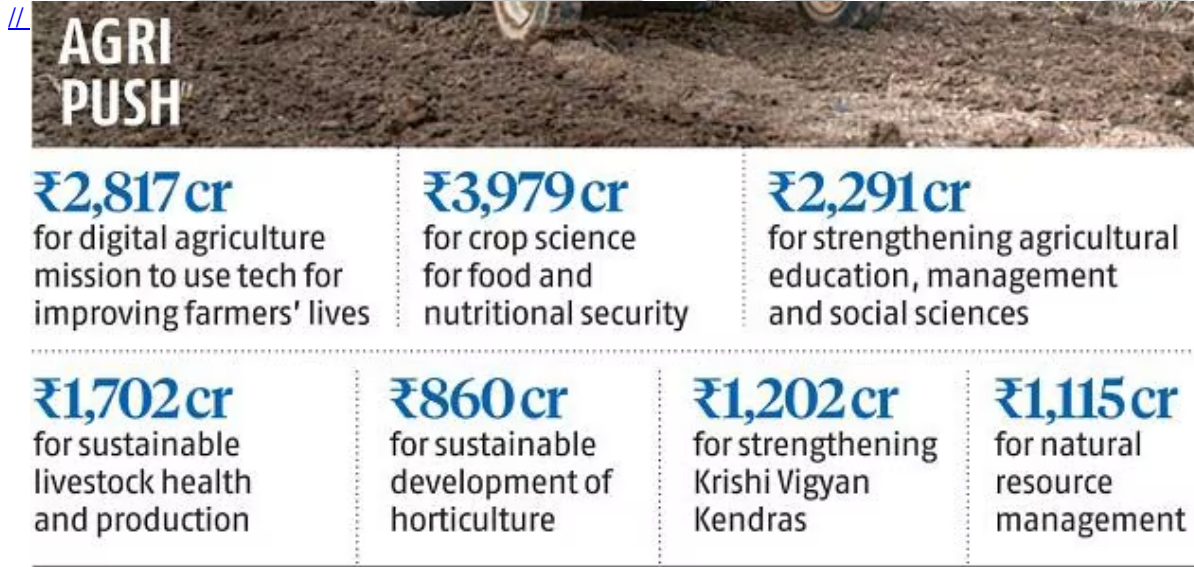 //
AGRI
PUSH
₹2,817 cr
for digital agriculture
mission to use tech for
improving farmers' lives
₹3,979 cr
for crop science
for food and
nutritional security
₹2,291 cr
for strengthening agricultural
education, management
and social sciences
₹1,702 cr
for sustainable
livestock health
and production
₹860 cr
for sustainable
development of
horticulture
₹1,202 cr
for strengthening
Krishi Vigyan
Kendras
₹1,115 cr
for natural
resource
management